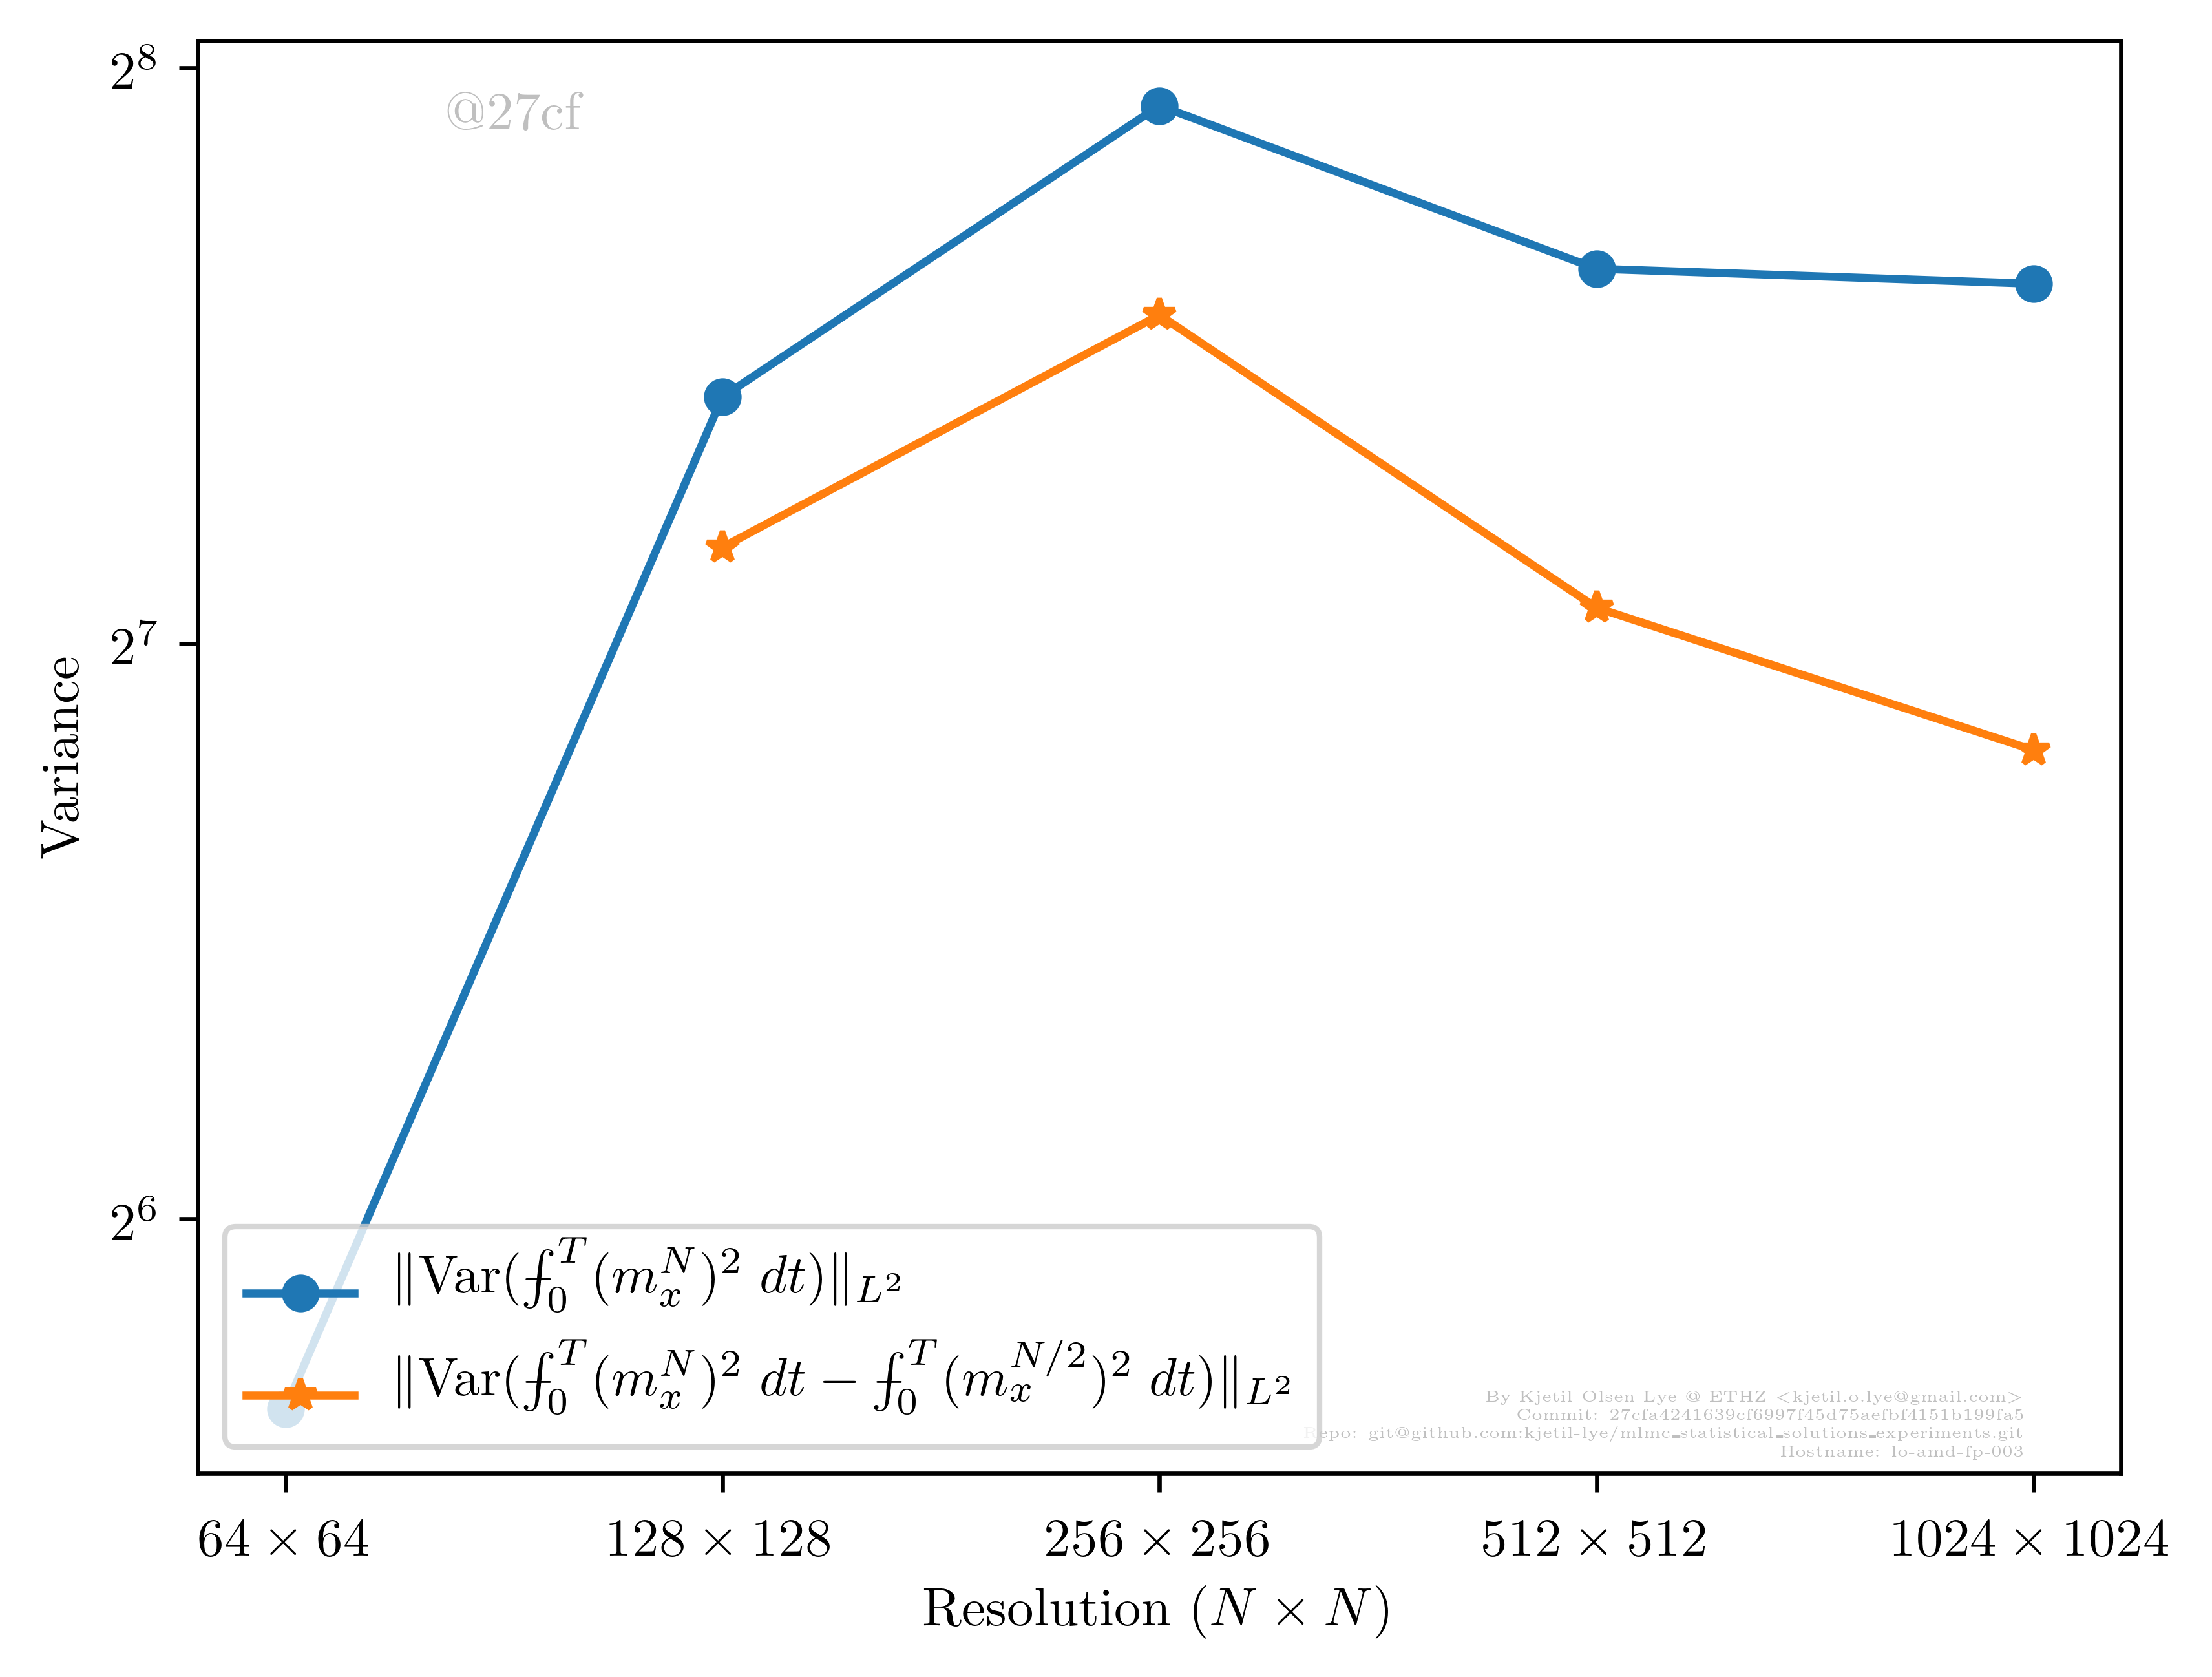 @27cf
2^8
2^7
2^6
Variance
‖Var(⨍_0^T (m_x^N)^2 dt)‖_{L^2}
‖Var(⨍_0^T (m_x^N)^2 dt − ⨍_0^T (m_x^{N/2})^2 dt)‖_{L^2}
By Kjetil Olsen Lye @ ETHZ <kjetil.o.lye@gmail.com>
Commit: 27cfa4241639cf6997f45d75aefbf4151b199fa5
Repo: git@github.com:kjetil-lye/mlmc_statistical_solutions_experiments.git
Hostname: lo-amd-fp-003
64 × 64 128 × 128 256 × 256 512 × 512 1024 × 1024
Resolution (N × N)